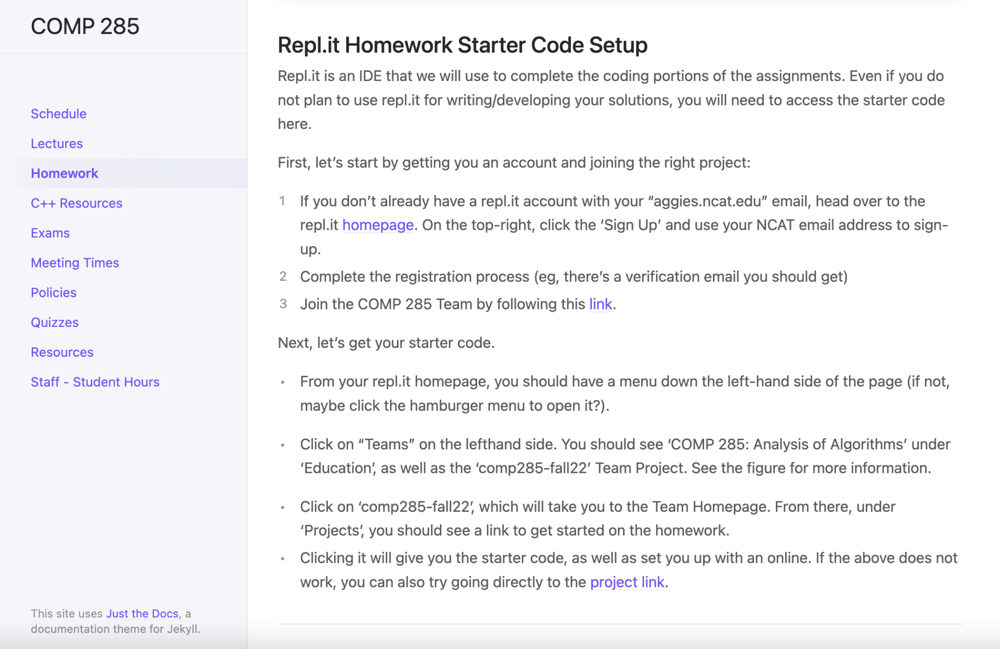 COMP 285
Schedule
Lectures
Homework
C++ Resources
Exams
Meeting Times
Policies
Quizzes
Resources
Staff - Student Hours
This site uses Just the Docs, a
documentation theme for Jekyll.
Repl.it Homework Starter Code Setup
Repl.it is an IDE that we will use to complete the coding portions of the assignments. Even if you do
not plan to use repl.it for writing/developing your solutions, you will need to access the starter code
here.
First, let’s start by getting you an account and joining the right project:
1 If you don’t already have a repl.it account with your “aggies.ncat.edu” email, head over to the
repl.it homepage. On the top-right, click the ‘Sign Up’ and use your NCAT email address to sign-
up.
2 Complete the registration process (eg, there’s a verification email you should get)
3 Join the COMP 285 Team by following this link.
Next, let’s get your starter code.
• From your repl.it homepage, you should have a menu down the left-hand side of the page (if not,
maybe click the hamburger menu to open it?).
• Click on “Teams” on the lefthand side. You should see ‘COMP 285: Analysis of Algorithms’ under
‘Education’, as well as the ‘comp285-fall22’ Team Project. See the figure for more information.
• Click on ‘comp285-fall22’, which will take you to the Team Homepage. From there, under
‘Projects’, you should see a link to get started on the homework.
• Clicking it will give you the starter code, as well as set you up with an online. If the above does not
work, you can also try going directly to the project link.